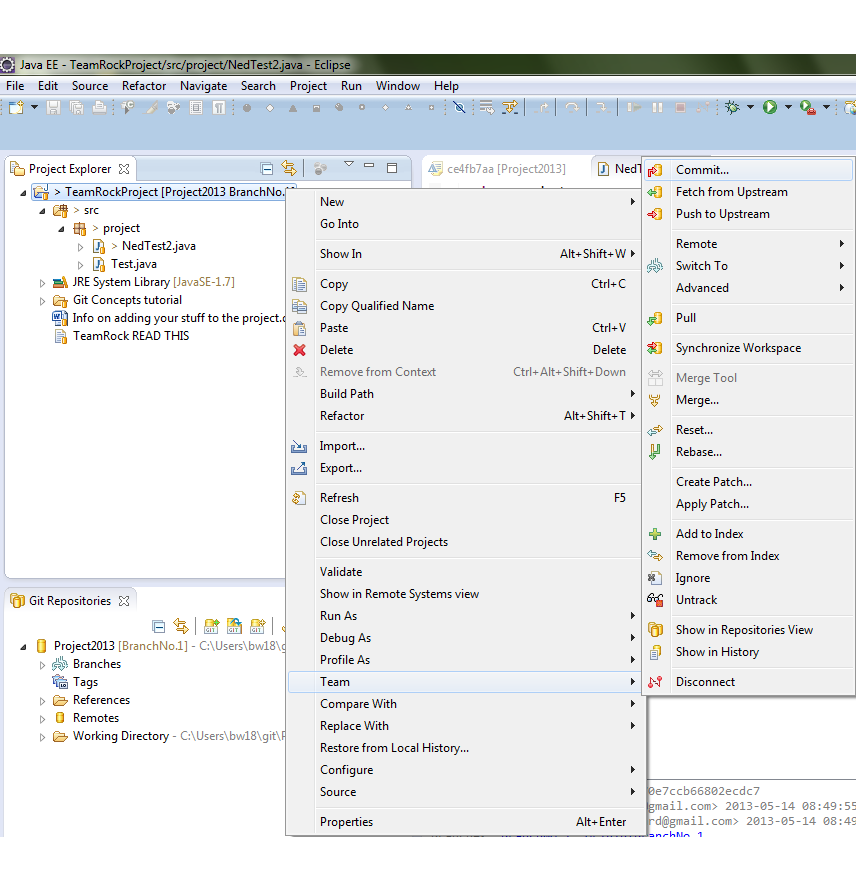 Java EE - TeamRockProject/src/project/NedTest2.java - Eclipse
File Edit Source Refactor Navigate Search Project Run Window Help
Project Explorer
> TeamRockProject [Project2013 BranchNo.
> src
> project
> NedTest2.java
Test.java
JRE System Library [JavaSE-1.7]
Git Concepts tutorial
Info on adding your stuff to the project.
TeamRock READ THIS
ce4fb7aa [Project2013]
NedT
New
Go Into
Show In Alt+Shift+W
Copy Ctrl+C
Copy Qualified Name
Paste Ctrl+V
Delete Delete
Remove from Context Ctrl+Alt+Shift+Down
Build Path
Refactor Alt+Shift+T
Import...
Export...
Refresh F5
Close Project
Close Unrelated Projects
Validate
Show in Remote Systems view
Run As
Debug As
Profile As
Team
Compare With
Replace With
Restore from Local History...
Configure
Source
Properties Alt+Enter
Commit...
Fetch from Upstream
Push to Upstream
Remote
Switch To
Advanced
Pull
Synchronize Workspace
Merge Tool
Merge...
Reset...
Rebase...
Create Patch...
Apply Patch...
Add to Index
Remove from Index
Ignore
Untrack
Show in Repositories View
Show in History
Disconnect
Git Repositories
Project2013 [BranchNo.1] - C:\Users\bw18\g
Branches
Tags
References
Remotes
Working Directory - C:\Users\bw18\git\P
0e7ccb66802ecdc7
gmail.com> 2013-05-14 08:49:55
rd@gmail.com> 2013-05-14 08:49
anchNo.1